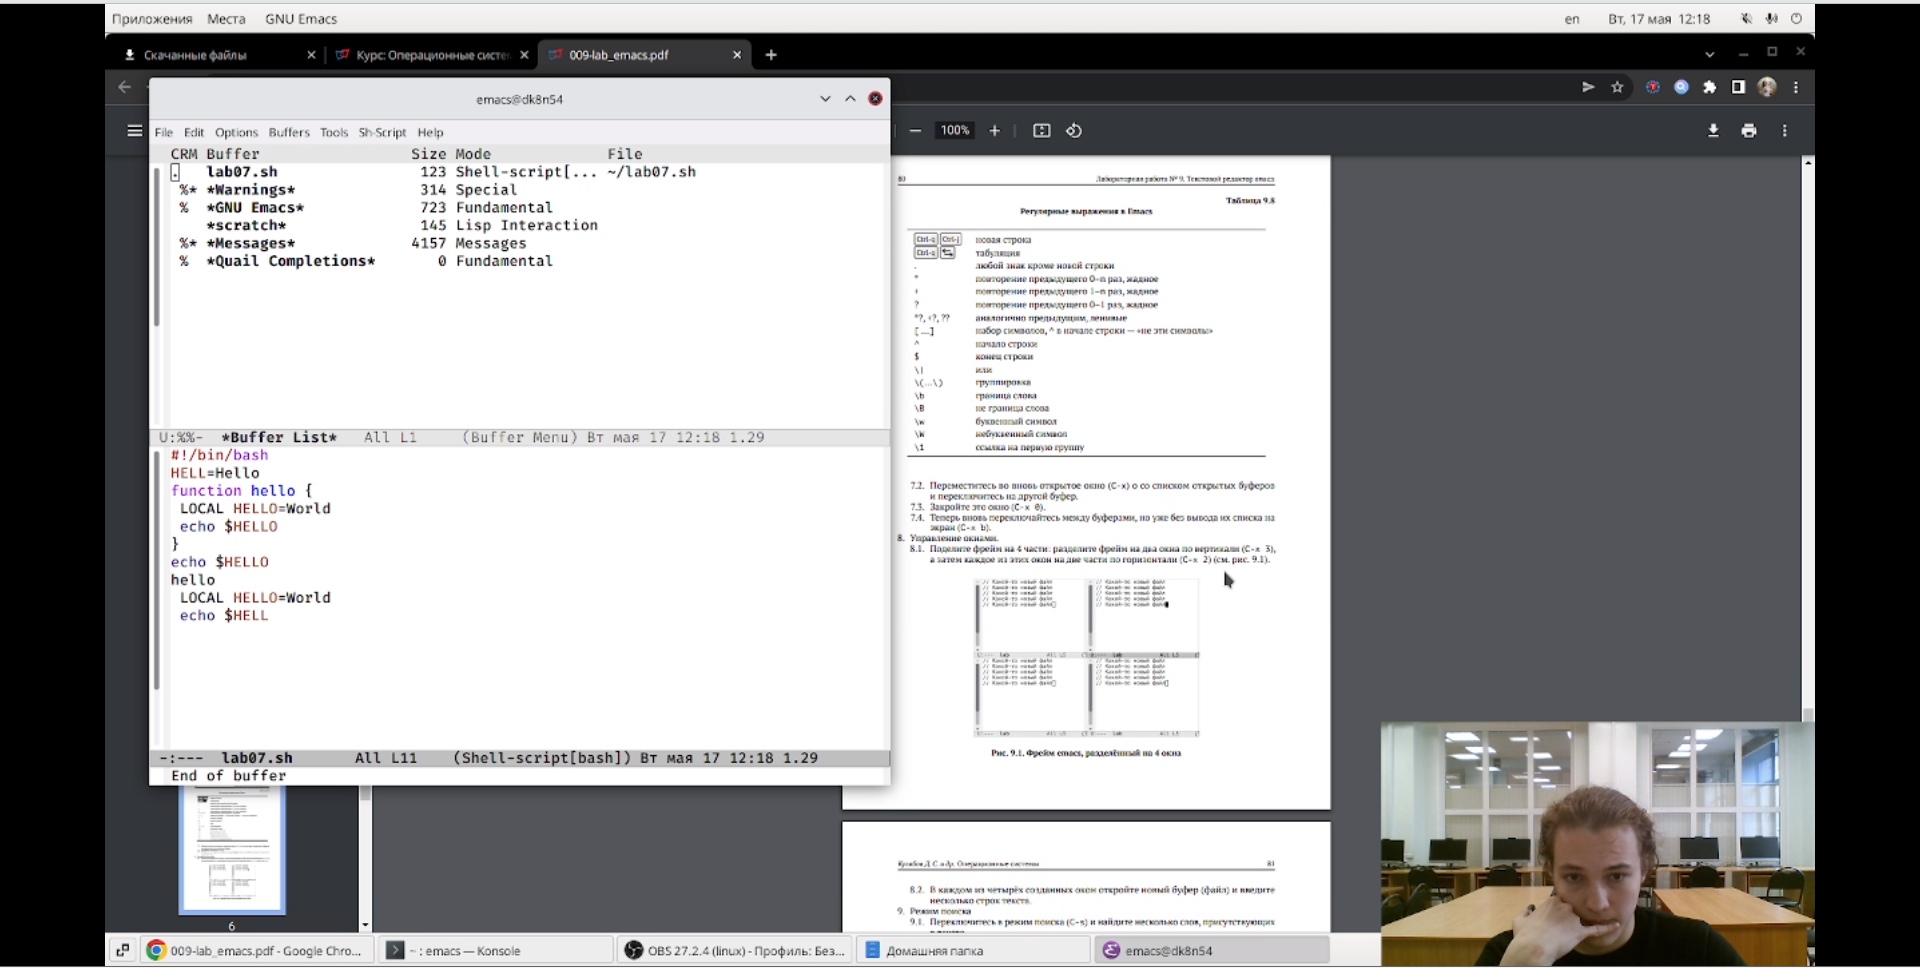 Приложения Места GNU Emacs en Вт, 17 мая 12:18
Скачанные файлы Курс: Операционные систе 009-lab_emacs.pdf
emacs@dk8n54
100%
File Edit Options Buffers Tools Sh-Script Help
CRM Buffer Size Mode File
. lab07.sh 123 Shell-script[... ~/lab07.sh
%* *Warnings* 314 Special
% *GNU Emacs* 723 Fundamental
*scratch* 145 Lisp Interaction
%* *Messages* 4157 Messages
% *Quail Completions* 0 Fundamental
U:%%- *Buffer List* All L1 (Buffer Menu) Вт мая 17 12:18 1.29
#!/bin/bash
HELL=Hello
function hello {
LOCAL HELLO=World
echo $HELLO
}
echo $HELLO
hello
LOCAL HELLO=World
echo $HELL
-:--- lab07.sh All L11 (Shell-script[bash]) Вт мая 17 12:18 1.29
End of buffer
6
80 Лабораторная работа № 9. Текстовой редактор emacs
Таблица 9.8
Регулярные выражения в Emacs
Ctrl-q Ctrl-j новая строка
Ctrl-q табуляция
. любой знак кроме новой строки
* повторение предыдущего 0–n раз, жадное
+ повторение предыдущего 1–n раз, жадное
? повторение предыдущего 0–1 раз, жадное
*?, +?, ?? аналогично предыдущим, ленивые
[...] набор символов, ^ в начале строки — «не эти символы»
^ начало строки
$ конец строки
\| или
\(...\) группировка
\b граница слова
\B не граница слова
\w буквенный символ
\W небуквенный символ
\1 ссылка на первую группу
7.2. Переместитесь во вновь открытое окно (C-x) o со списком открытых буферов
и переключитесь на другой буфер.
7.3. Закройте это окно (C-x 0).
7.4. Теперь вновь переключайтесь между буферами, но уже без вывода их списка на
экран (C-x b).
8. Управление окнами.
8.1. Поделите фрейм на 4 части: разделите фрейм на два окна по вертикали (C-x 3),
а затем каждое из этих окон на две части по горизонтали (C-x 2) (см. рис. 9.1).
Рис. 9.1. Фрейм emacs, разделённый на 4 окна
Кулябов Д. С. и др. Операционные системы 81
8.2. В каждом из четырёх созданных окон откройте новый буфер (файл) и введите
несколько строк текста.
9. Режим поиска
9.1. Переключитесь в режим поиска (C-s) и найдите несколько слов, присутствующих
009-lab_emacs.pdf - Google Chro... ~ : emacs — Konsole OBS 27.2.4 (linux) - Профиль: Без... Домашняя папка emacs@dk8n54